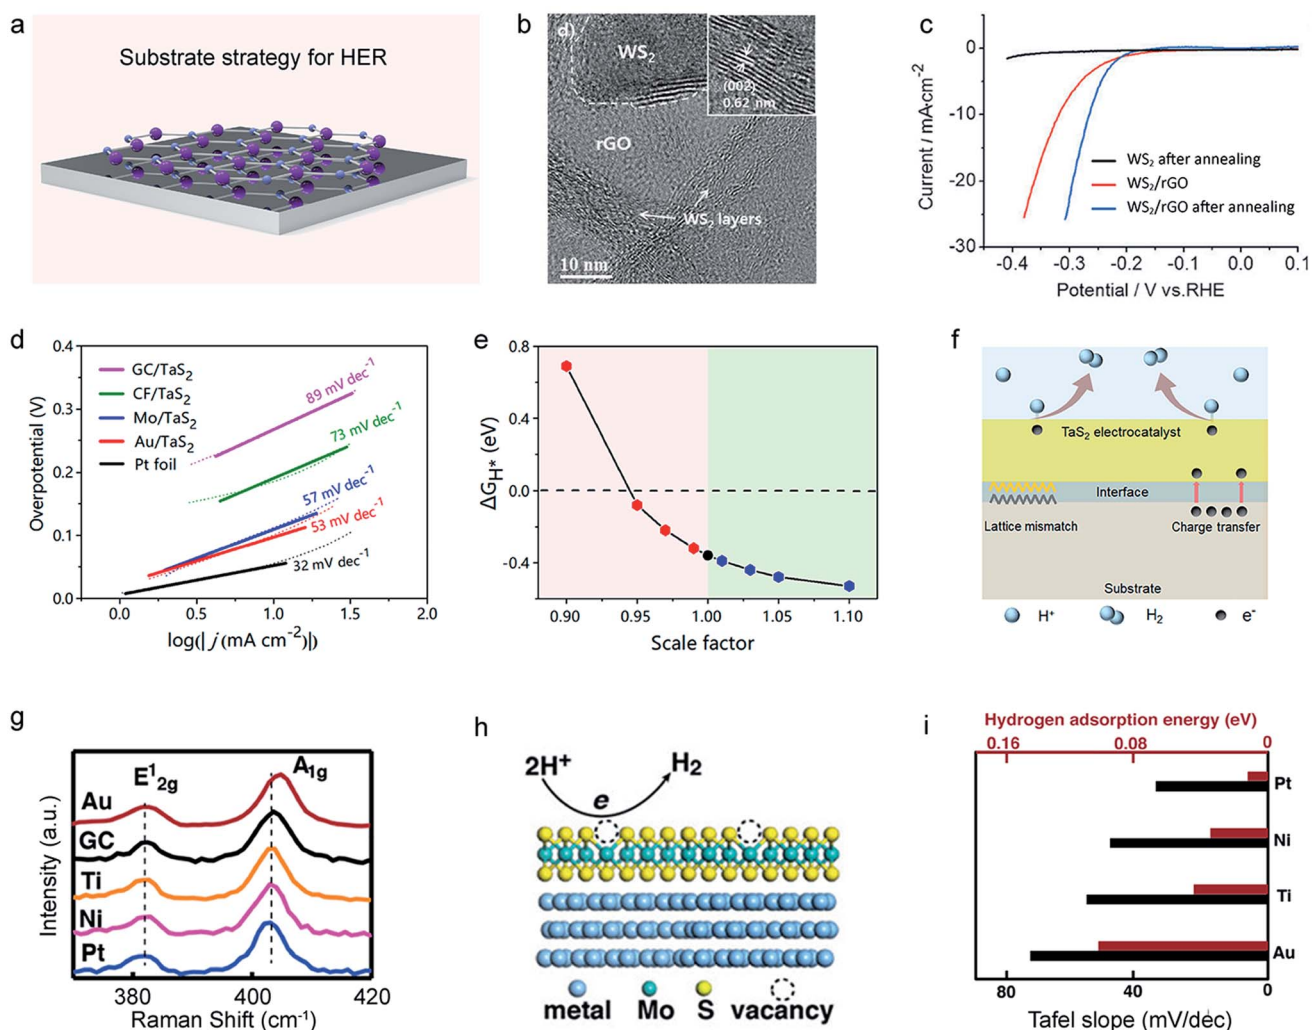 a
Substrate strategy for HER
b
d)
WS₂
(002)
0.62 nm
rGO
WS₂ layers
10 nm
c
Current / mA·cm⁻²
0
-10
-20
-30
WS₂ after annealing
WS₂/rGO
WS₂/rGO after annealing
-0.4 -0.3 -0.2 -0.1 0.0 0.1
Potential / V vs.RHE
d
Overpotential (V)
0.4
0.3
0.2
0.1
0.0
GC/TaS₂
CF/TaS₂
Mo/TaS₂
Au/TaS₂
Pt foil
89 mV dec⁻¹
73 mV dec⁻¹
57 mV dec⁻¹
53 mV dec⁻¹
32 mV dec⁻¹
0.0 0.5 1.0 1.5 2.0
log(| j (mA cm⁻²)|)
e
ΔG_H* (eV)
0.8
0.4
0.0
-0.4
0.90 0.95 1.00 1.05 1.10
Scale factor
f
TaS₂ electrocatalyst
Interface
Lattice mismatch
Charge transfer
Substrate
H⁺ H₂ e⁻
g
Intensity (a.u.)
E¹₂g
A₁g
Au
GC
Ti
Ni
Pt
380 400 420
Raman Shift (cm⁻¹)
h
2H⁺ H₂
e
metal Mo S vacancy
i
Hydrogen adsorption energy (eV)
0.16 0.08 0
Pt
Ni
Ti
Au
80 40 0
Tafel slope (mV/dec)